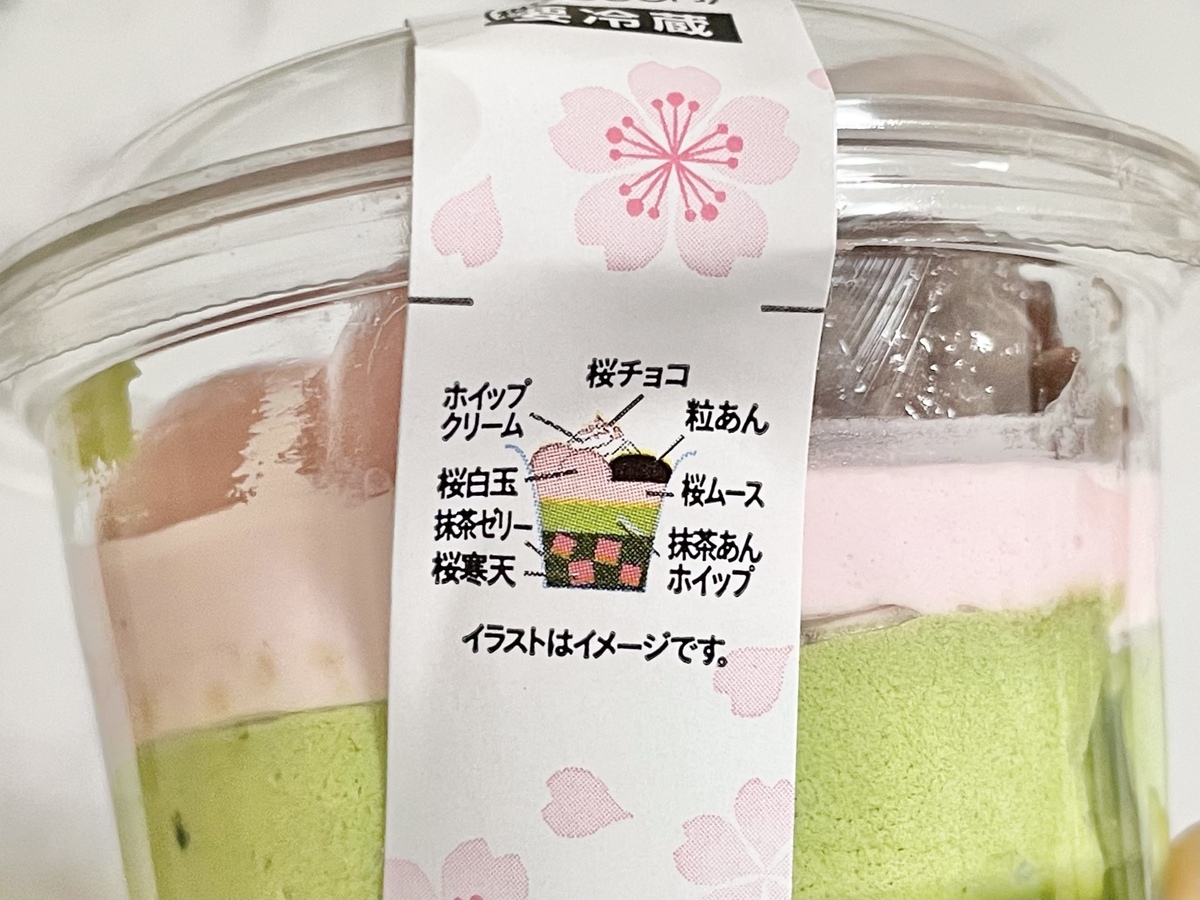 要冷蔵
桜チョコ
ホイップ
クリーム
粒あん
桜白玉
桜ムース
抹茶ゼリー
抹茶あん
ホイップ
桜寒天
イラストはイメージです。